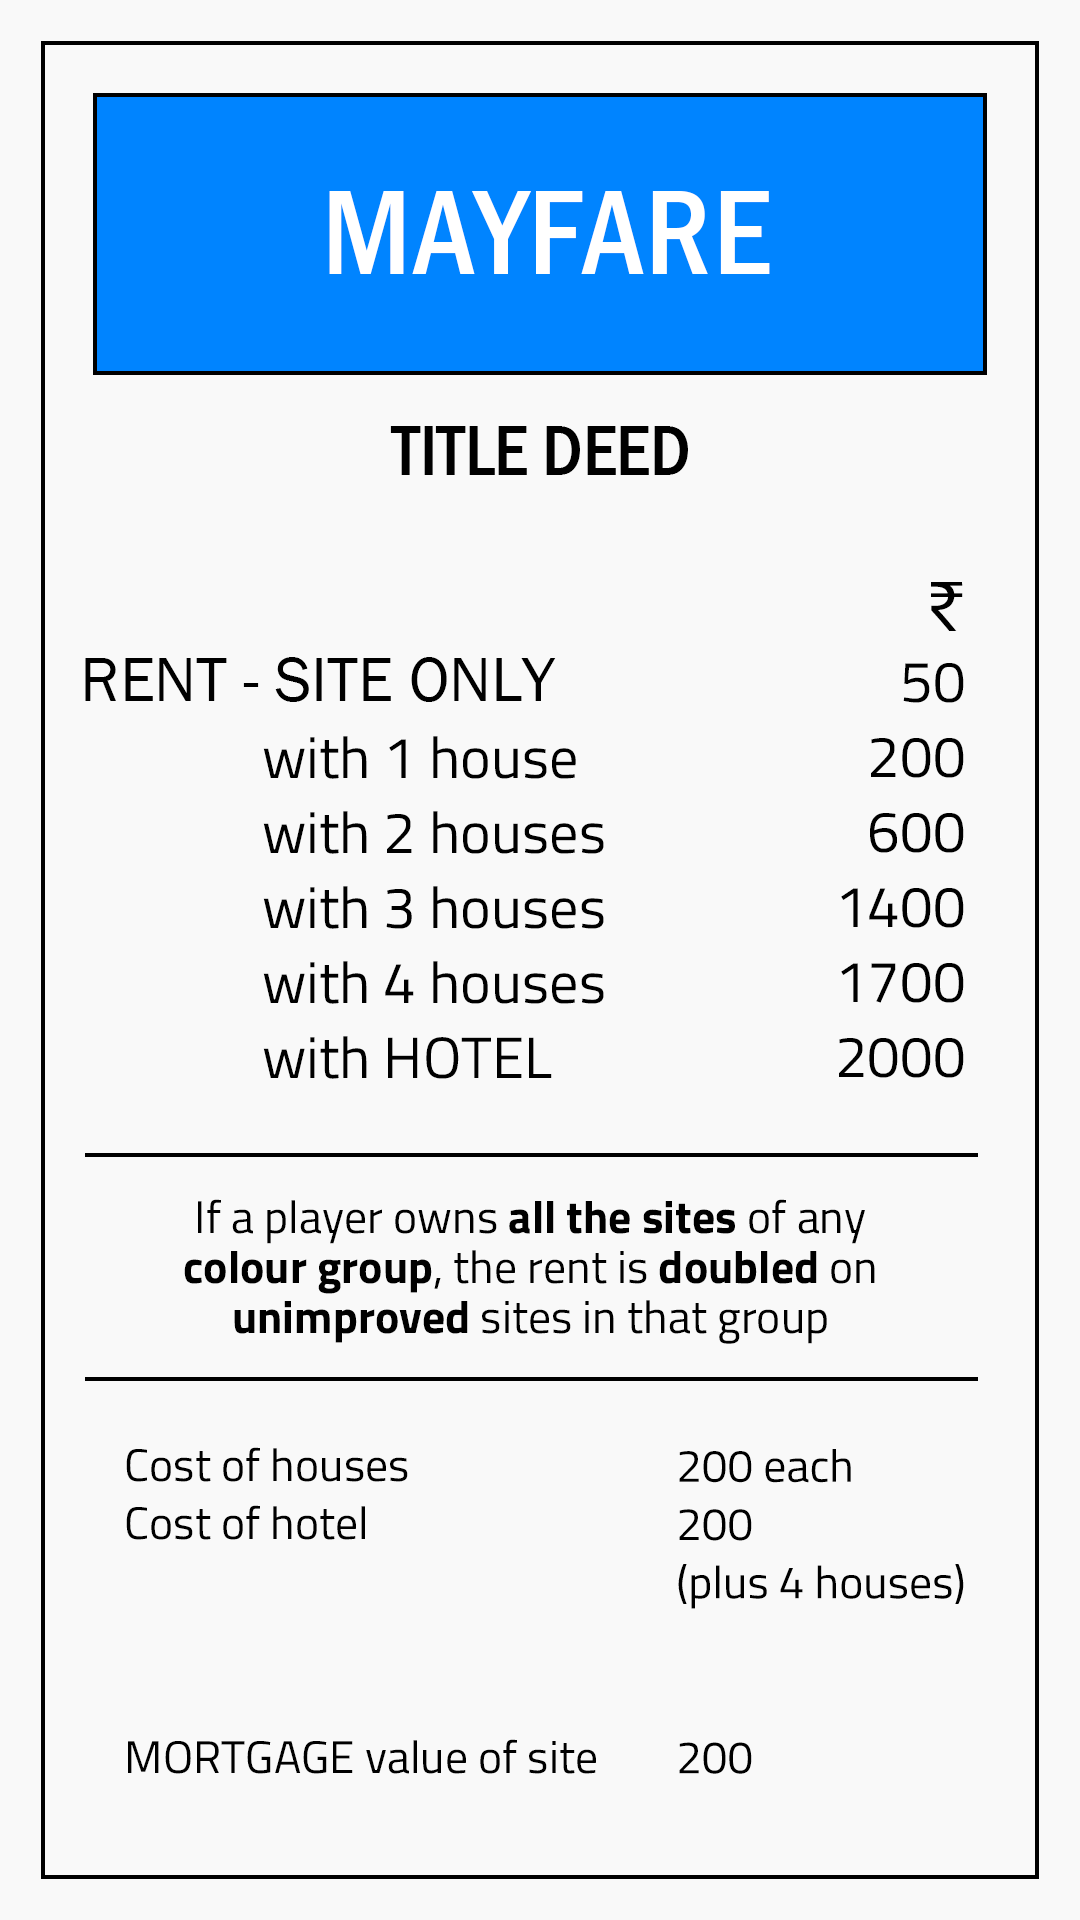 MAYFARE
TITLE DEED
₹
RENT - SITE ONLY 50
with 1 house 200
with 2 houses 600
with 3 houses 1400
with 4 houses 1700
with HOTEL 2000
If a player owns all the sites of any
colour group, the rent is doubled on
unimproved sites in that group
Cost of houses 200 each
Cost of hotel 200
(plus 4 houses)
MORTGAGE value of site 200